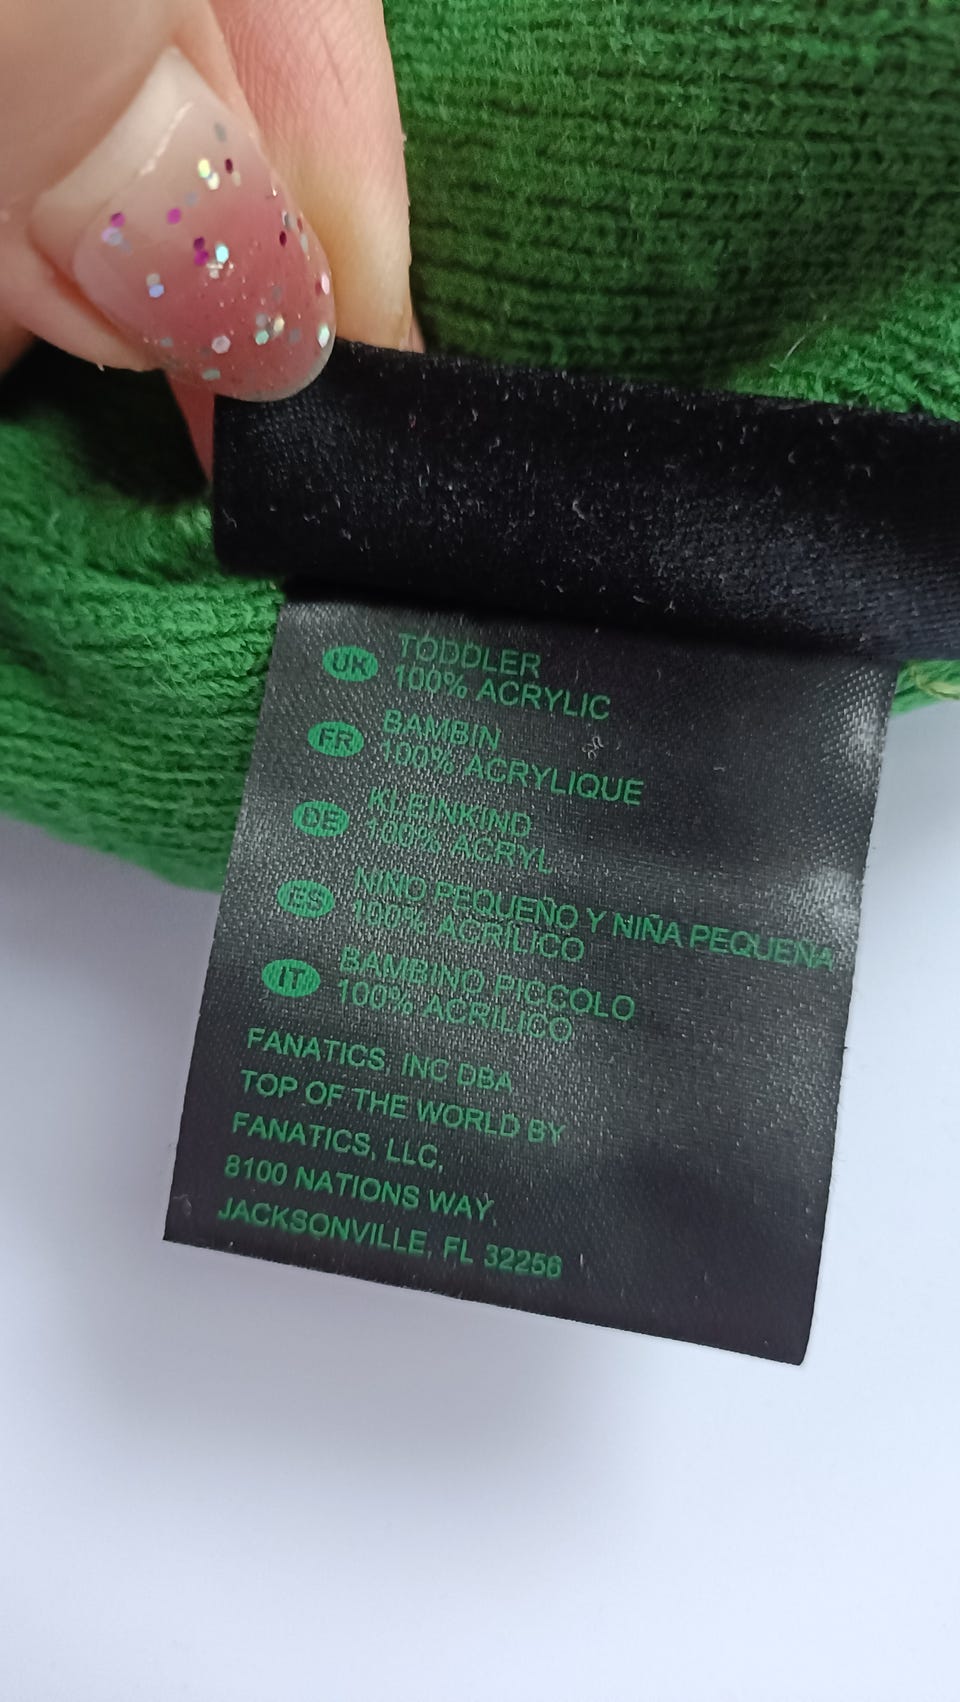 UK TODDLER
100% ACRYLIC
FR BAMBIN
100% ACRYLIQUE
DE KLEINKIND
100% ACRYL
ES NIÑO PEQUEÑO Y NIÑA PEQUEÑA
100% ACRÍLICO
IT BAMBINO PICCOLO
100% ACRILICO
FANATICS, INC DBA
TOP OF THE WORLD BY
FANATICS, LLC,
8100 NATIONS WAY,
JACKSONVILLE, FL 32256